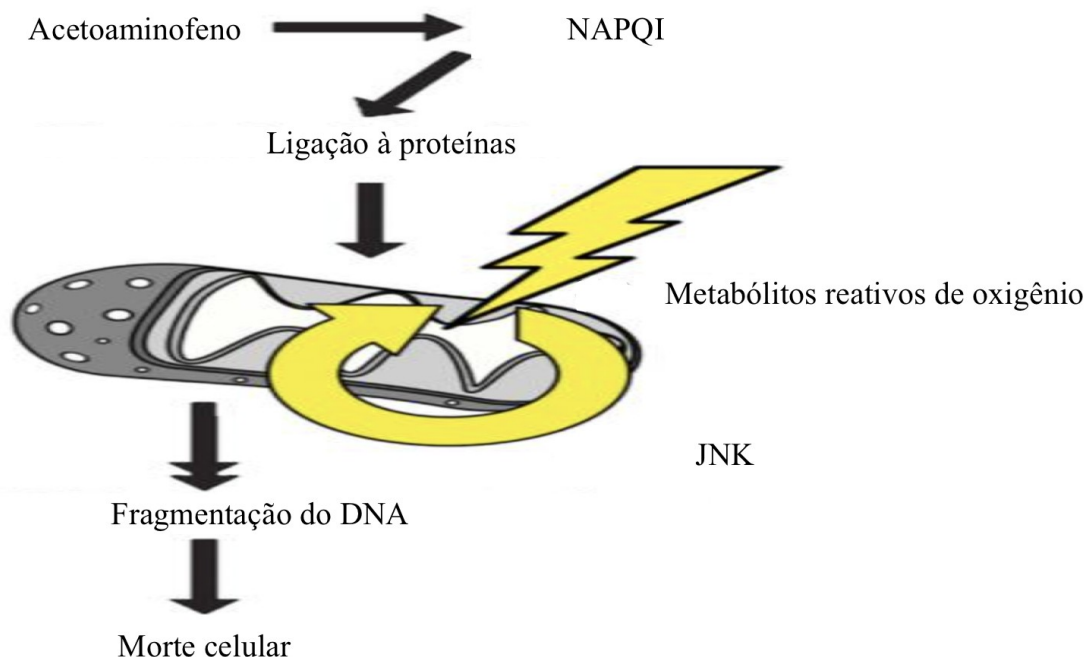 Acetoaminofeno
NAPQI
Ligação à proteínas
Metabólitos reativos de oxigênio
JNK
Fragmentação do DNA
Morte celular